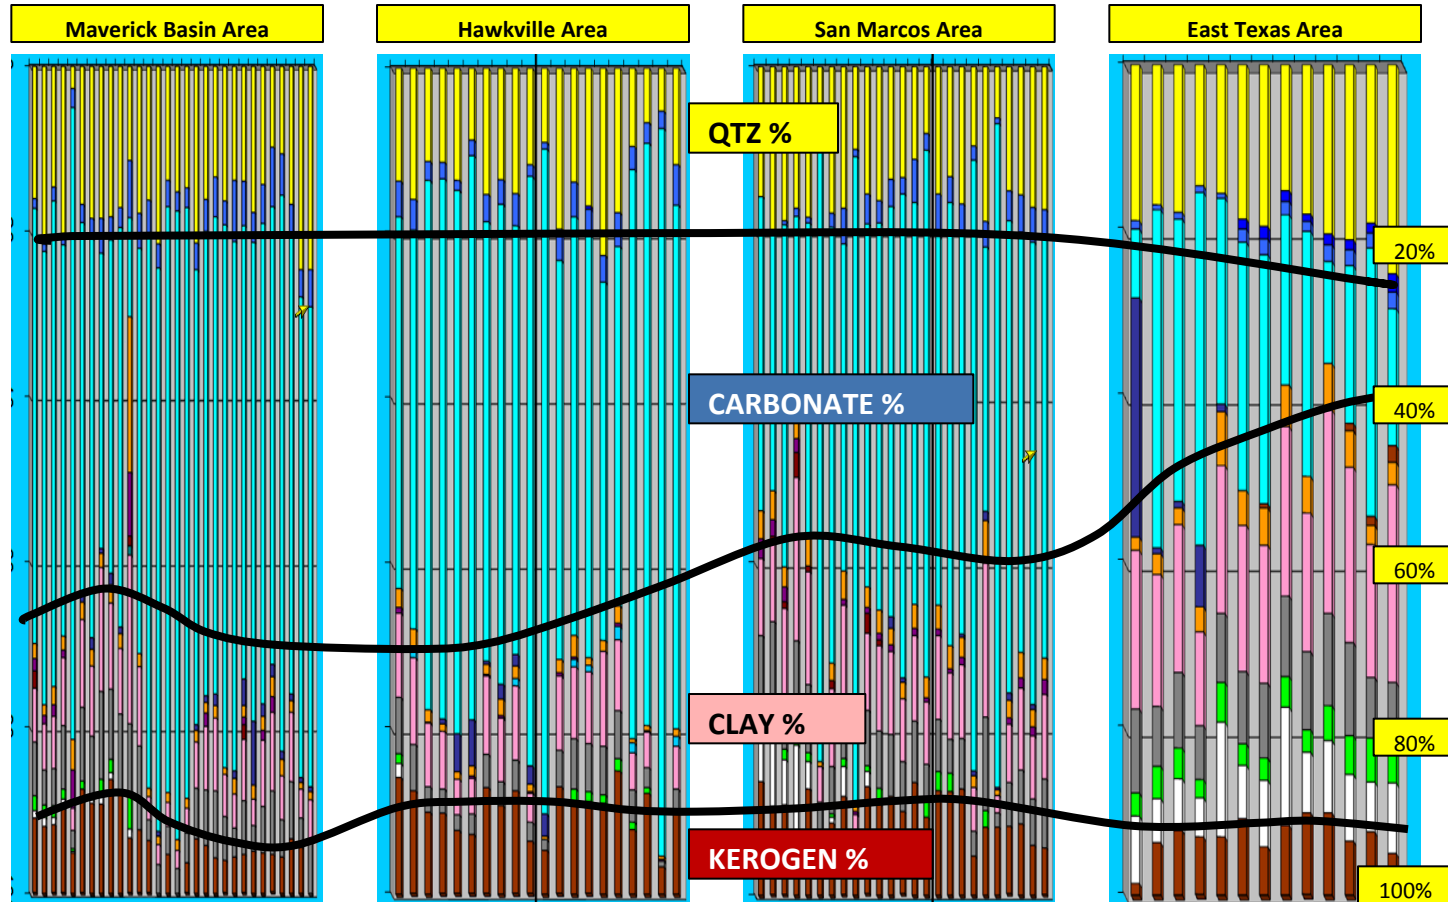 Maverick Basin Area
Hawkville Area
San Marcos Area
East Texas Area
QTZ %
20%
CARBONATE %
40%
60%
CLAY %
80%
KEROGEN %
100%